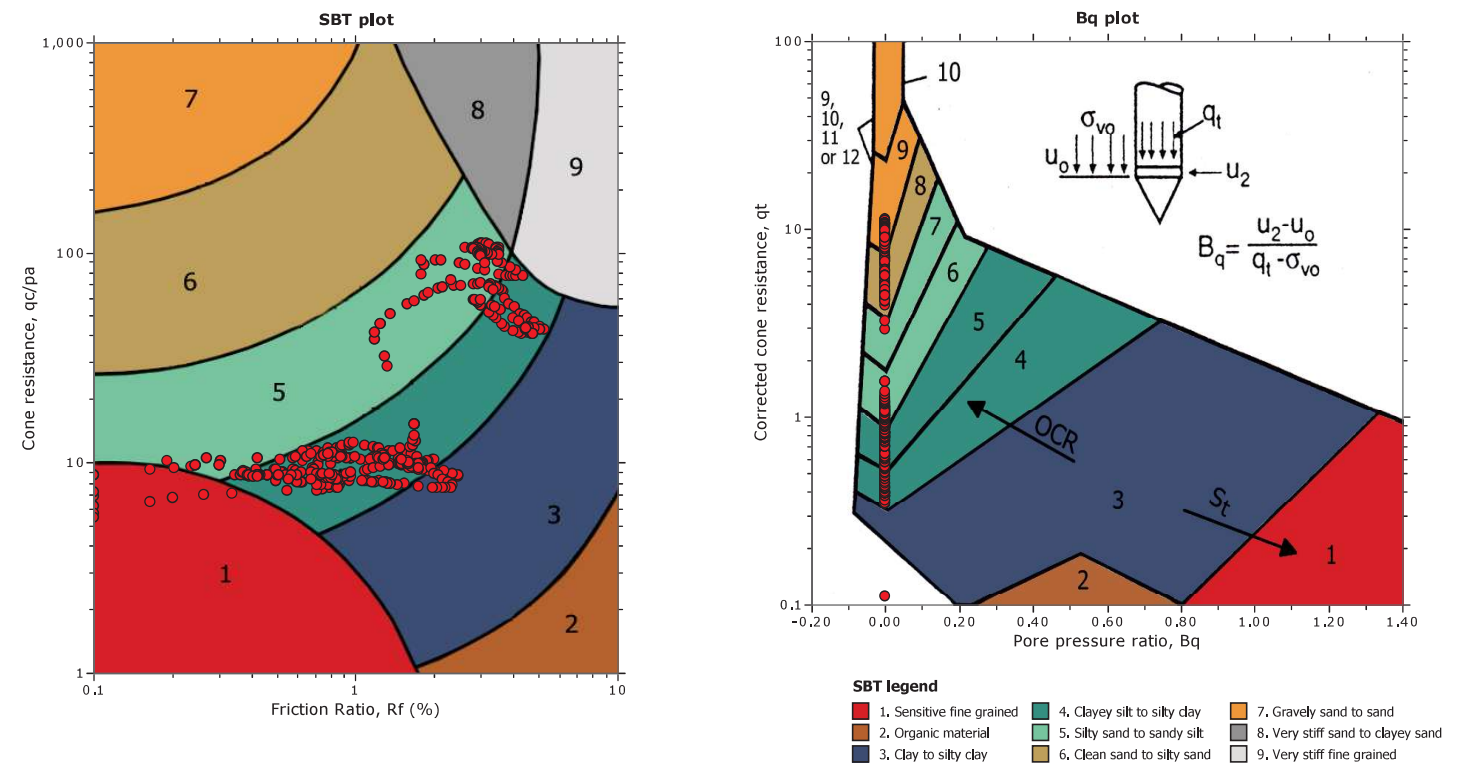 SBT plot
1,000
100
10
1
0.1
1
10
Cone resistance, qc/pa
Friction Ratio, Rf (%)
7
8
9
6
5
3
1
2
Bq plot
100
10
1
0.1
-0.20
0.00
0.20
0.40
0.60
0.80
1.00
1.20
1.40
Corrected cone resistance, qt
Pore pressure ratio, Bq
10
9,
10,
11
or 12
9
8
7
6
5
4
3
2
1
OCR
St
σvo
qt
uo
u2
Bq = u2-uo
qt-σvo
SBT legend
1. Sensitive fine grained
2. Organic material
3. Clay to silty clay
4. Clayey silt to silty clay
5. Silty sand to sandy silt
6. Clean sand to silty sand
7. Gravely sand to sand
8. Very stiff sand to clayey sand
9. Very stiff fine grained